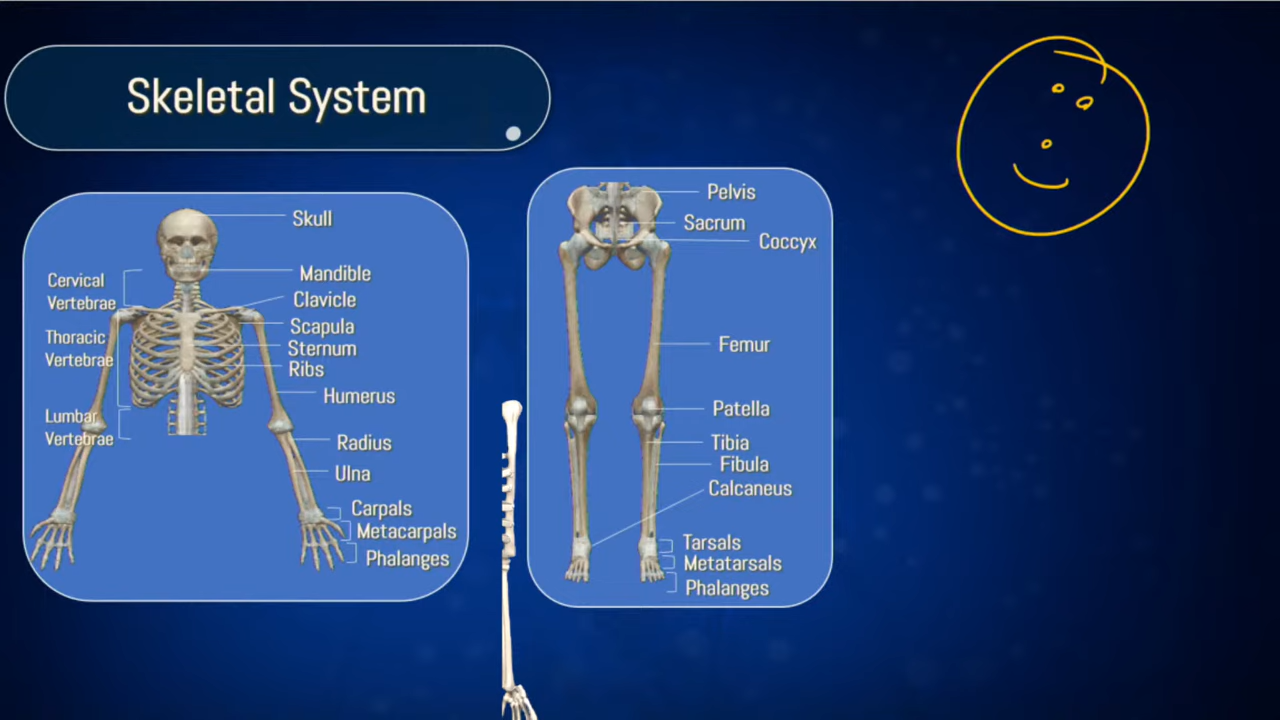 Skeletal System
Skull
Mandible
Cervical
Vertebrae
Clavicle
Scapula
Thoracic
Vertebrae
Sternum
Ribs
Humerus
Lumbar
Vertebrae
Radius
Ulna
Carpals
Metacarpals
Phalanges
Pelvis
Sacrum
Coccyx
Femur
Patella
Tibia
Fibula
Calcaneus
Tarsals
Metatarsals
Phalanges